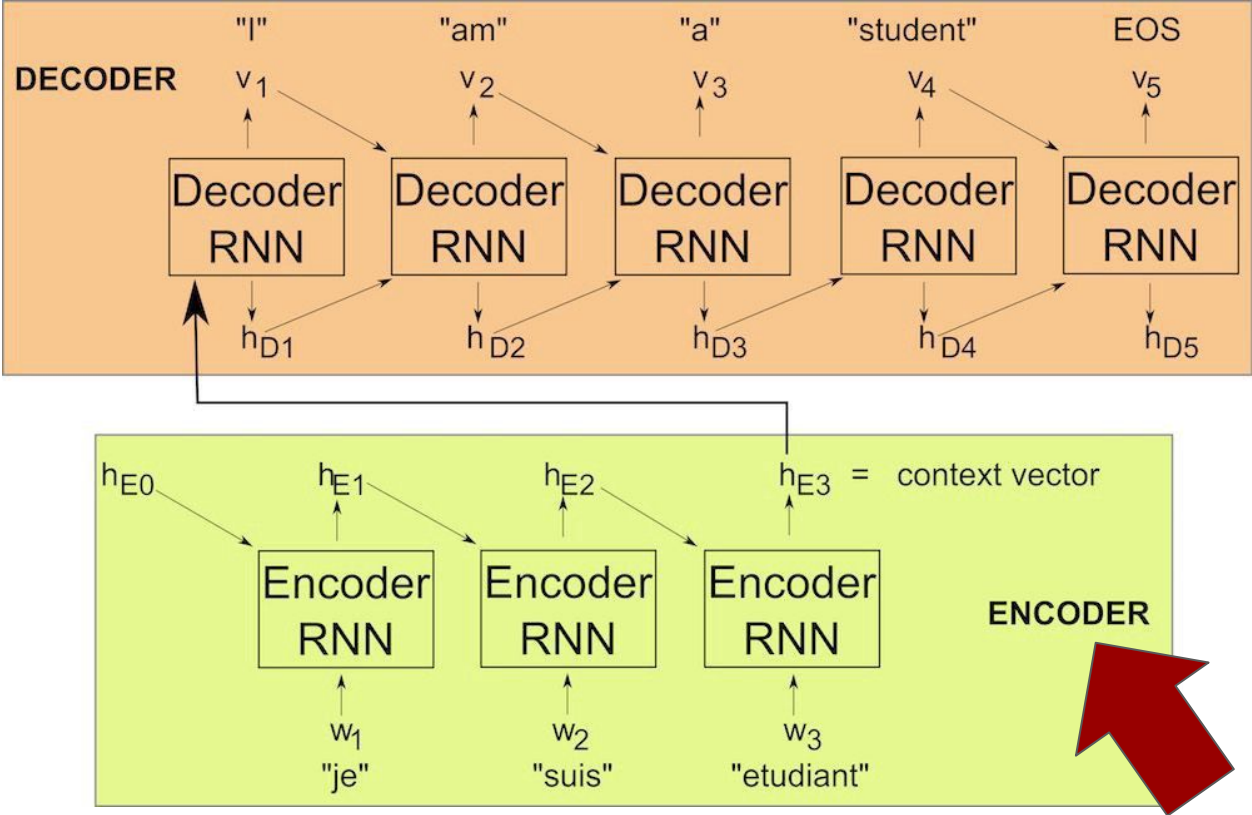 "I" "am" "a" "student" EOS
DECODER v1 v2 v3 v4 v5
Decoder Decoder Decoder Decoder Decoder
RNN RNN RNN RNN RNN
hD1 hD2 hD3 hD4 hD5
hE0 hE1 hE2 hE3 = context vector
Encoder Encoder Encoder
RNN RNN RNN
ENCODER
w1 w2 w3
"je" "suis" "etudiant"